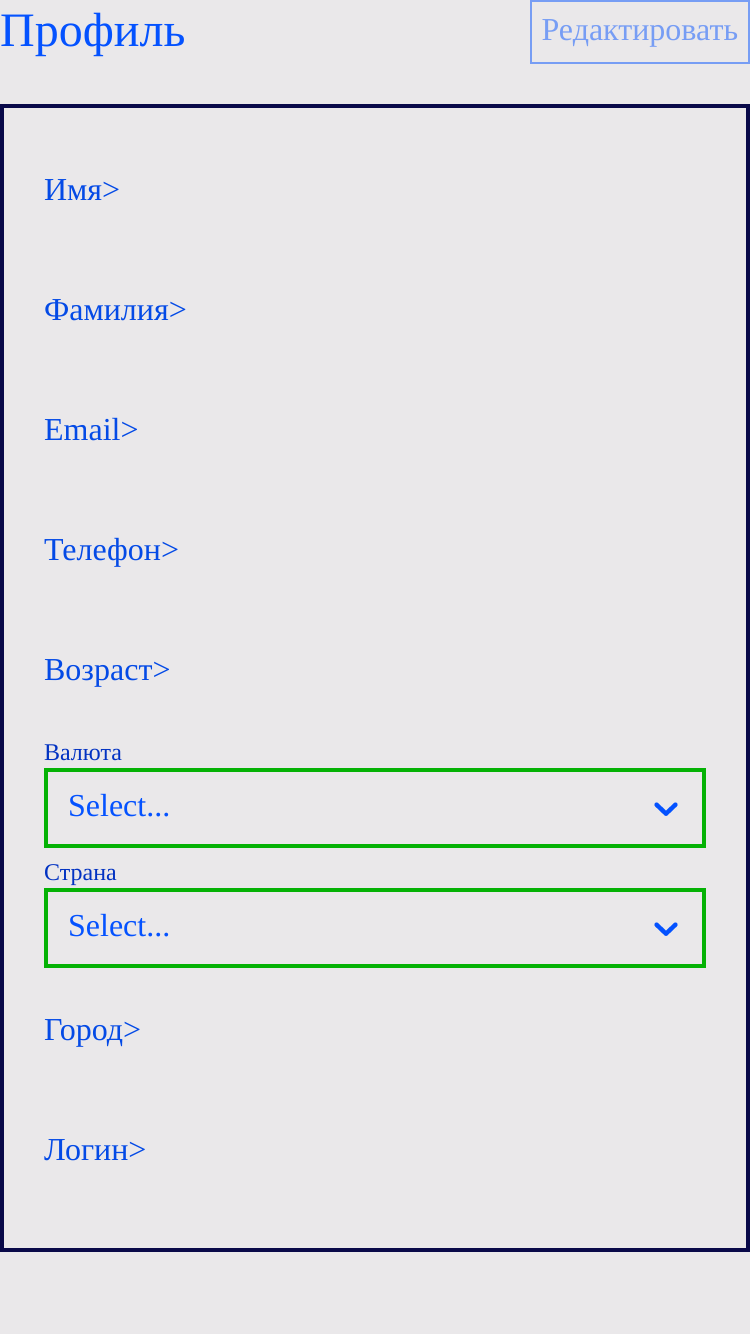 Профиль
Редактировать
Имя>
Фамилия>
Email>
Телефон>
Возраст>
Валюта
Select...
Страна
Select...
Город>
Логин>